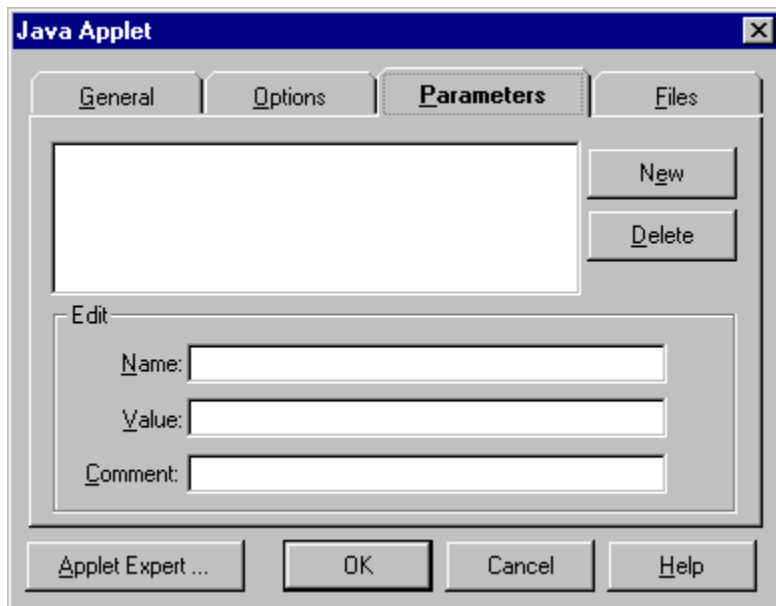 Java Applet
General Options Parameters Files
New
Delete
Edit
Name:
Value:
Comment:
Applet Expert ... OK Cancel Help